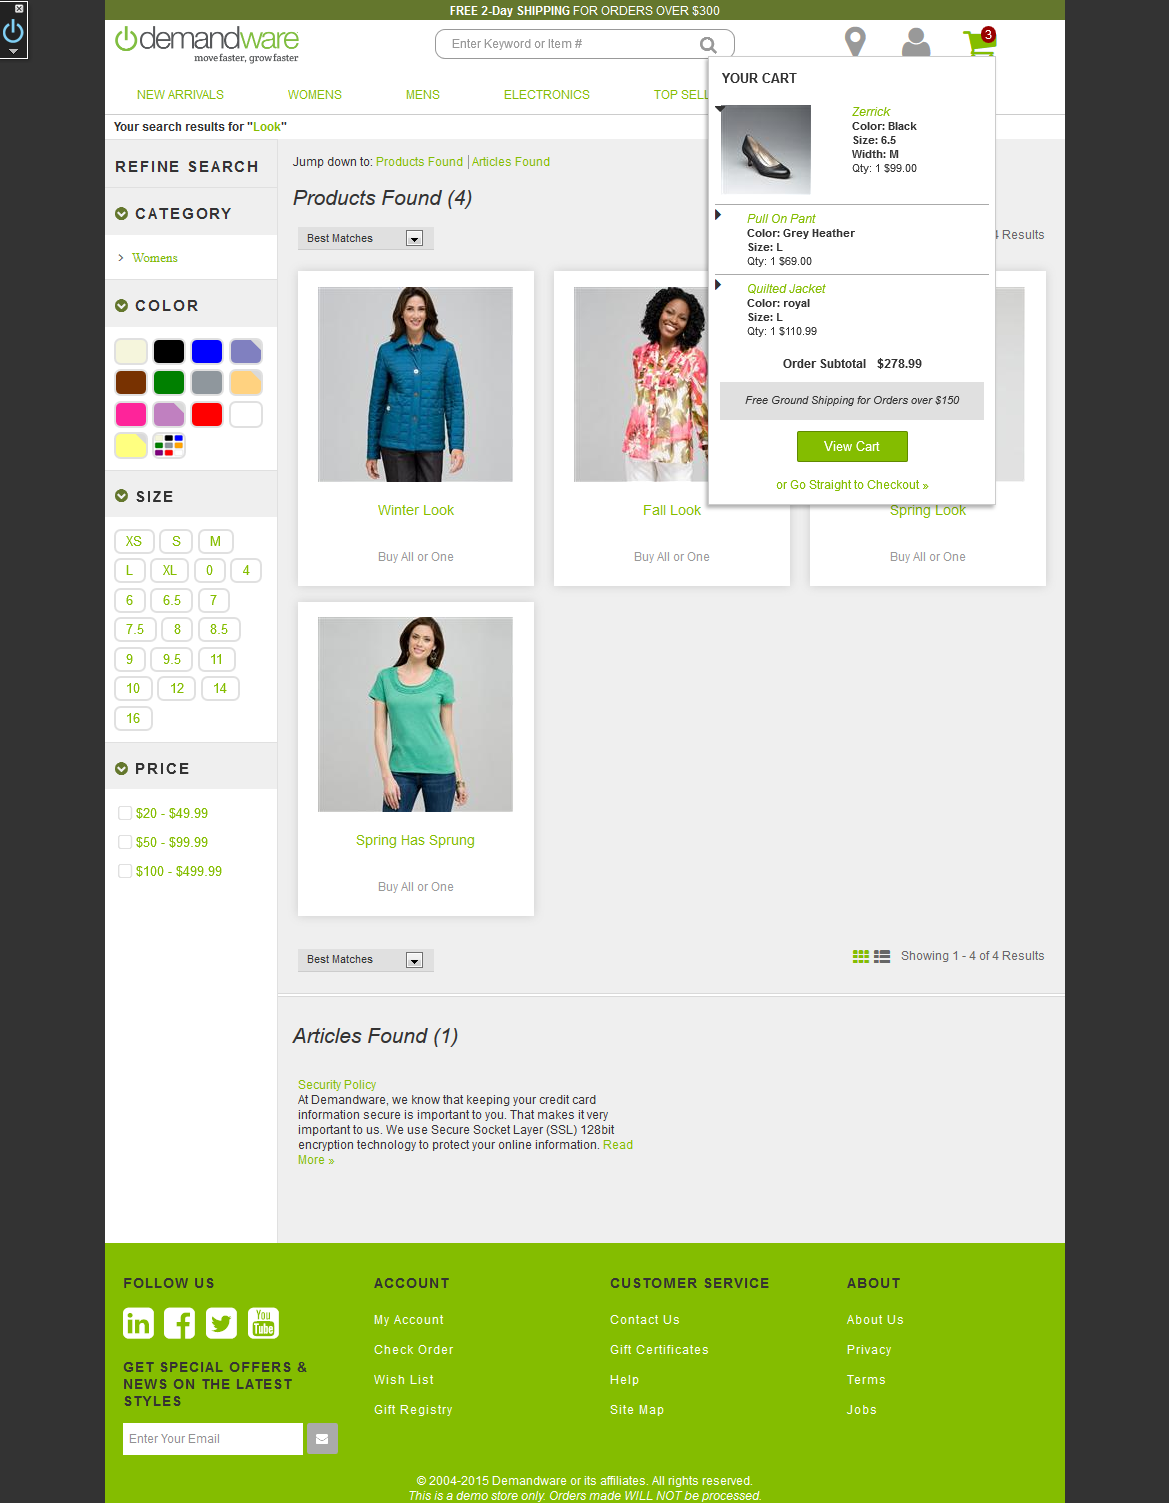 FREE 2-Day SHIPPING FOR ORDERS OVER $300
demandware
move faster, grow faster
Enter Keyword or Item #
3
NEW ARRIVALS
WOMENS
MENS
ELECTRONICS
TOP SELL
Your search results for "Look"
YOUR CART
Zerrick
Color: Black
Size: 6.5
Width: M
Qty: 1 $99.00
Pull On Pant
Color: Grey Heather
Size: L
Qty: 1 $69.00
Quilted Jacket
Color: royal
Size: L
Qty: 1 $110.99
Order Subtotal $278.99
Free Ground Shipping for Orders over $150
View Cart
or Go Straight to Checkout »
REFINE SEARCH
CATEGORY
> Womens
COLOR
SIZE
XS S M
L XL 0 4
6 6.5 7
7.5 8 8.5
9 9.5 11
10 12 14
16
PRICE
$20 - $49.99
$50 - $99.99
$100 - $499.99
Jump down to: Products Found | Articles Found
Products Found (4)
Best Matches
4 Results
Winter Look
Buy All or One
Fall Look
Buy All or One
Spring Look
Buy All or One
Spring Has Sprung
Buy All or One
Best Matches
Showing 1 - 4 of 4 Results
Articles Found (1)
Security Policy
At Demandware, we know that keeping your credit card
information secure is important to you. That makes it very
important to us. We use Secure Socket Layer (SSL) 128bit
encryption technology to protect your online information. Read
More »
FOLLOW US
in f You Tube
GET SPECIAL OFFERS &
NEWS ON THE LATEST
STYLES
Enter Your Email
ACCOUNT
My Account
Check Order
Wish List
Gift Registry
CUSTOMER SERVICE
Contact Us
Gift Certificates
Help
Site Map
ABOUT
About Us
Privacy
Terms
Jobs
© 2004-2015 Demandware or its affiliates. All rights reserved.
This is a demo store only. Orders made WILL NOT be processed.